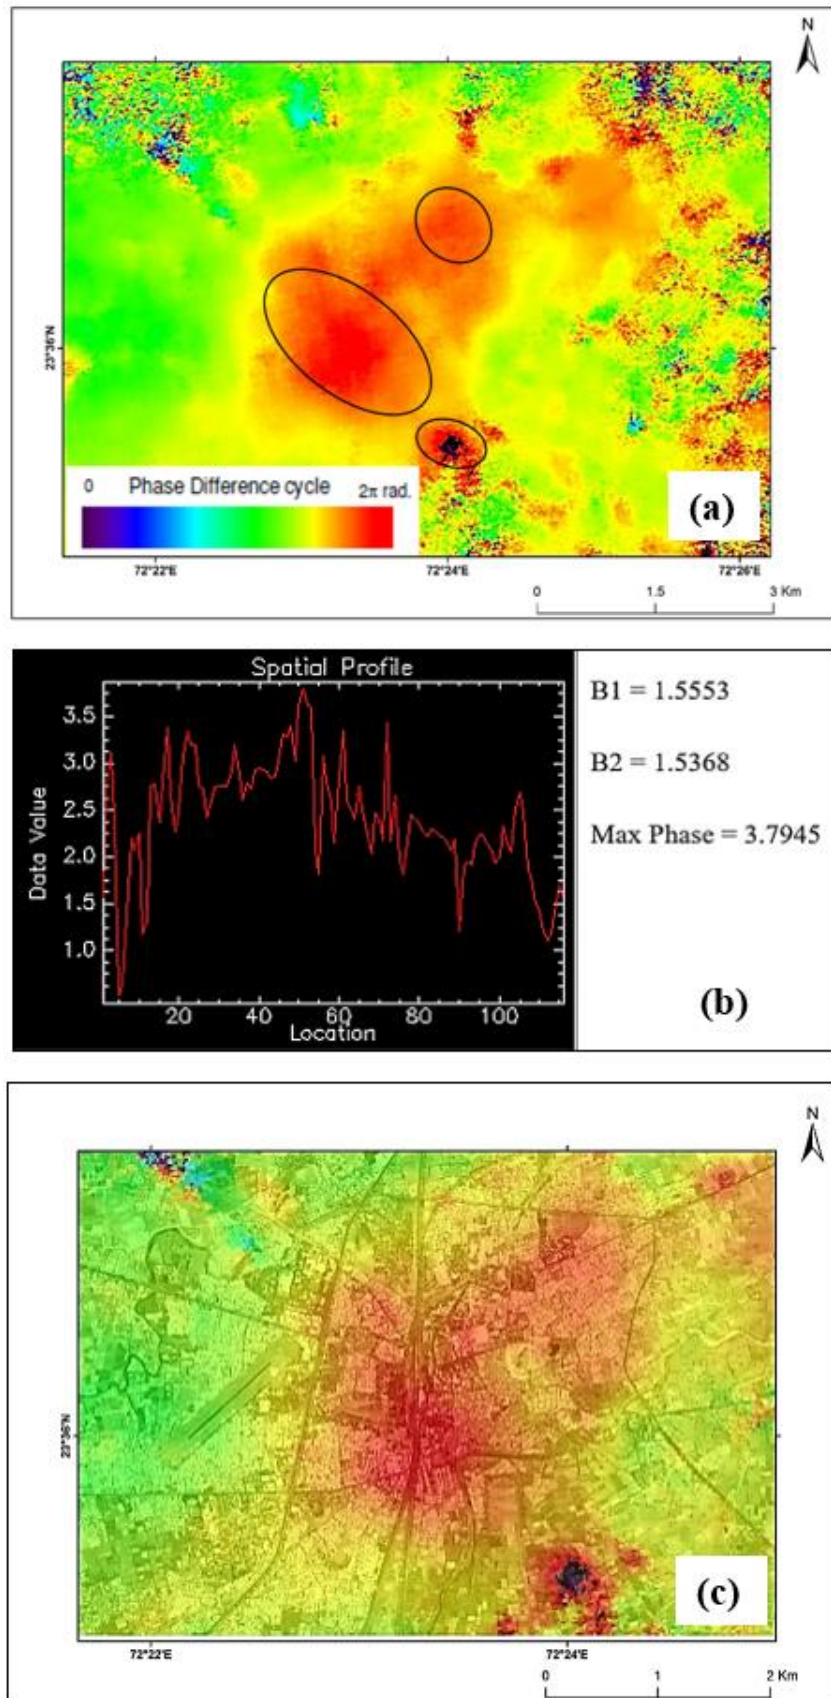 N
23°36'N
0 Phase Difference cycle 2π rad.
(a)
72°22'E 72°24'E 72°26'E
0 1.5 3 Km
Spatial Profile
B1 = 1.5553
B2 = 1.5368
Max Phase = 3.7945
Data Value
3.5
3.0
2.5
2.0
1.5
1.0
20 40 60 80 100
Location
(b)
N
23°36'N
(c)
72°22'E 72°24'E
0 1 2 Km